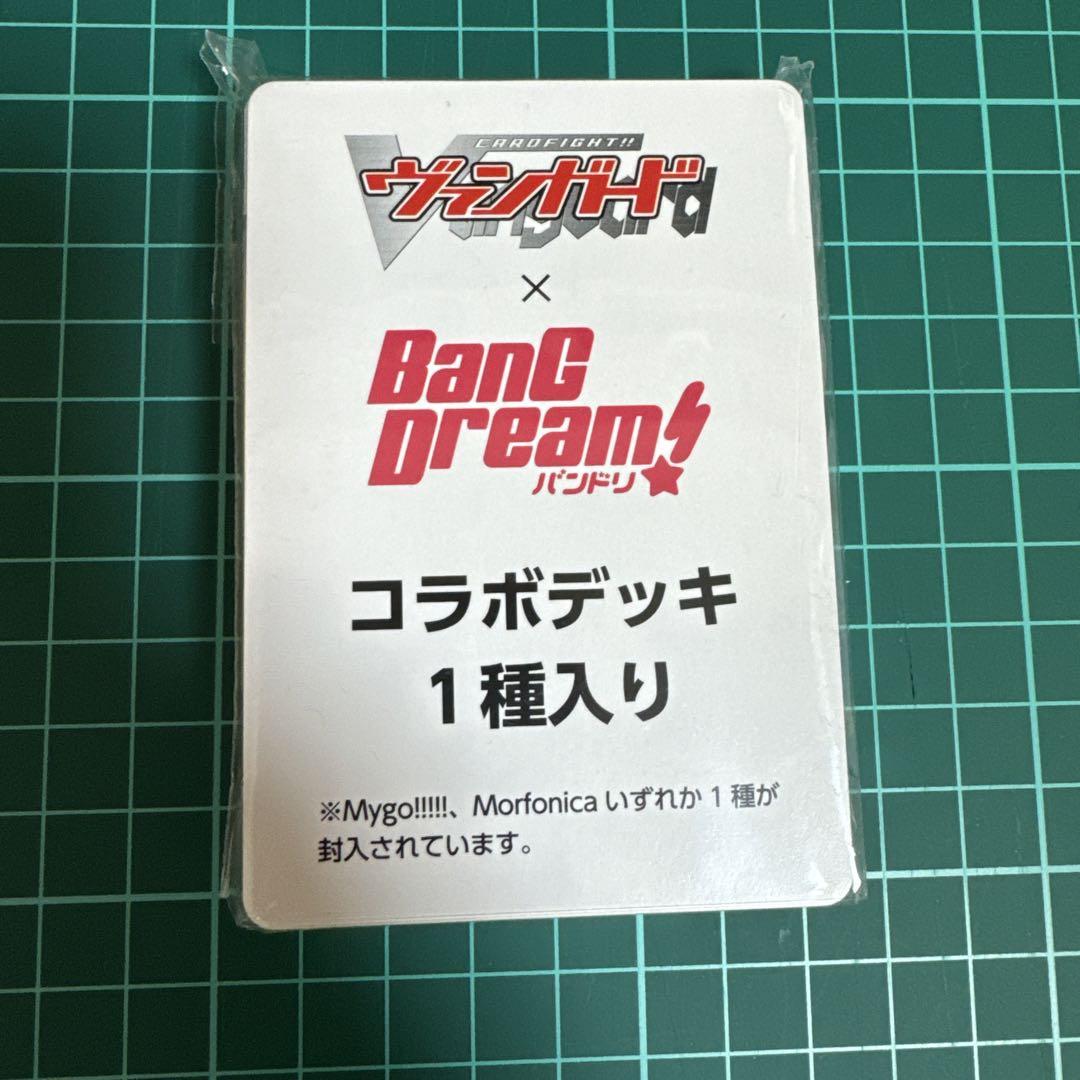 CARDFIGHT!!
ヴァンガード
Vanguard
×
BanG
Dream!
バンドリ
コラボデッキ
1種入り
※Mygo!!!!!、Morfonica いずれか 1 種が
封入されています。